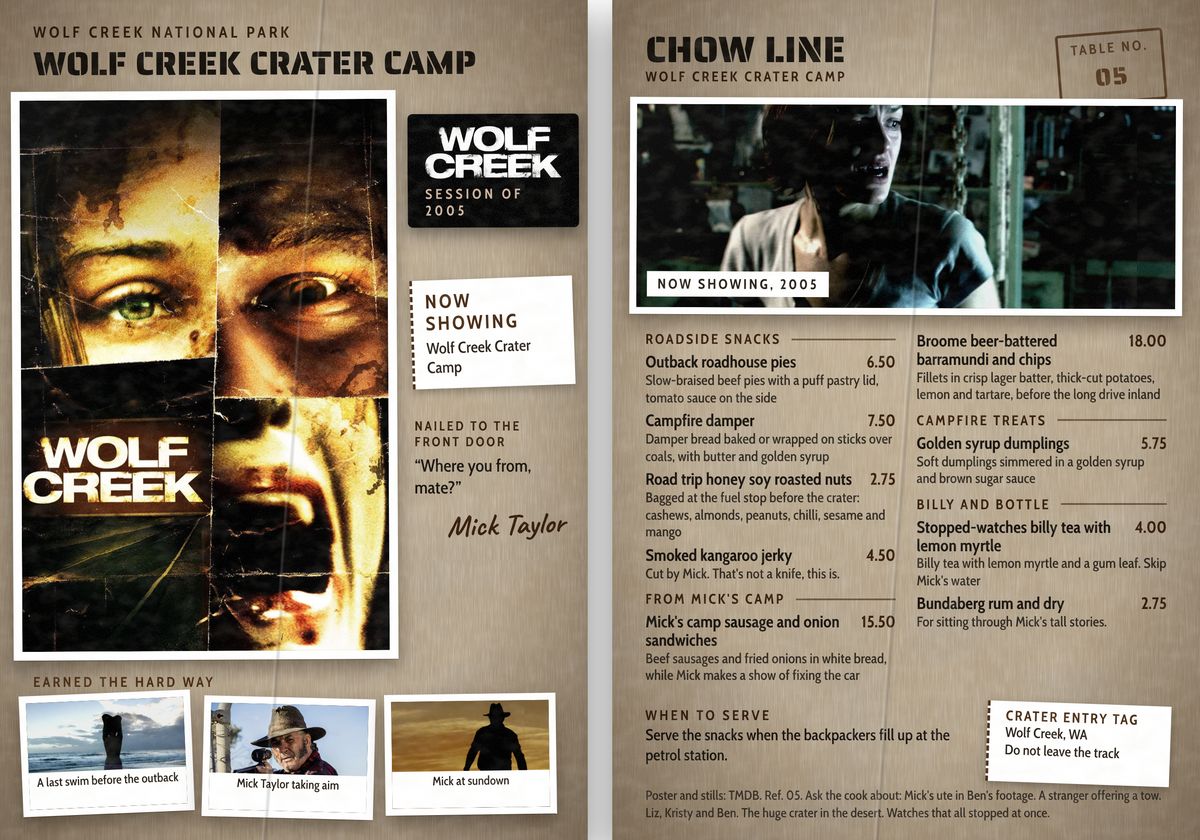 WOLF CREEK NATIONAL PARK
WOLF CREEK CRATER CAMP
WOLF
CREEK
SESSION OF
2005
NOW
SHOWING
Wolf Creek Crater
Camp
NAILED TO THE
FRONT DOOR
“Where you from,
mate?”
Mick Taylor
WOLF
CREEK
EARNED THE HARD WAY
A last swim before the outback
Mick Taylor taking aim
Mick at sundown
CHOW LINE
WOLF CREEK CRATER CAMP
TABLE NO.
05
NOW SHOWING, 2005
ROADSIDE SNACKS
Outback roadhouse pies 6.50
Slow-braised beef pies with a puff pastry lid,
tomato sauce on the side
Campfire damper 7.50
Damper bread baked or wrapped on sticks over
coals, with butter and golden syrup
Road trip honey soy roasted nuts 2.75
Bagged at the fuel stop before the crater:
cashews, almonds, peanuts, chilli, sesame and
mango
Smoked kangaroo jerky 4.50
Cut by Mick. That's not a knife, this is.
FROM MICK'S CAMP
Mick's camp sausage and onion 15.50
sandwiches
Beef sausages and fried onions in white bread,
while Mick makes a show of fixing the car
Broome beer-battered 18.00
barramundi and chips
Fillets in crisp lager batter, thick-cut potatoes,
lemon and tartare, before the long drive inland
CAMPFIRE TREATS
Golden syrup dumplings 5.75
Soft dumplings simmered in a golden syrup
and brown sugar sauce
BILLY AND BOTTLE
Stopped-watches billy tea with 4.00
lemon myrtle
Billy tea with lemon myrtle and a gum leaf. Skip
Mick's water
Bundaberg rum and dry 2.75
For sitting through Mick's tall stories.
WHEN TO SERVE
Serve the snacks when the backpackers fill up at the
petrol station.
CRATER ENTRY TAG
Wolf Creek, WA
Do not leave the track
Poster and stills: TMDB. Ref. 05. Ask the cook about: Mick's ute in Ben's footage. A stranger offering a tow.
Liz, Kristy and Ben. The huge crater in the desert. Watches that all stopped at once.